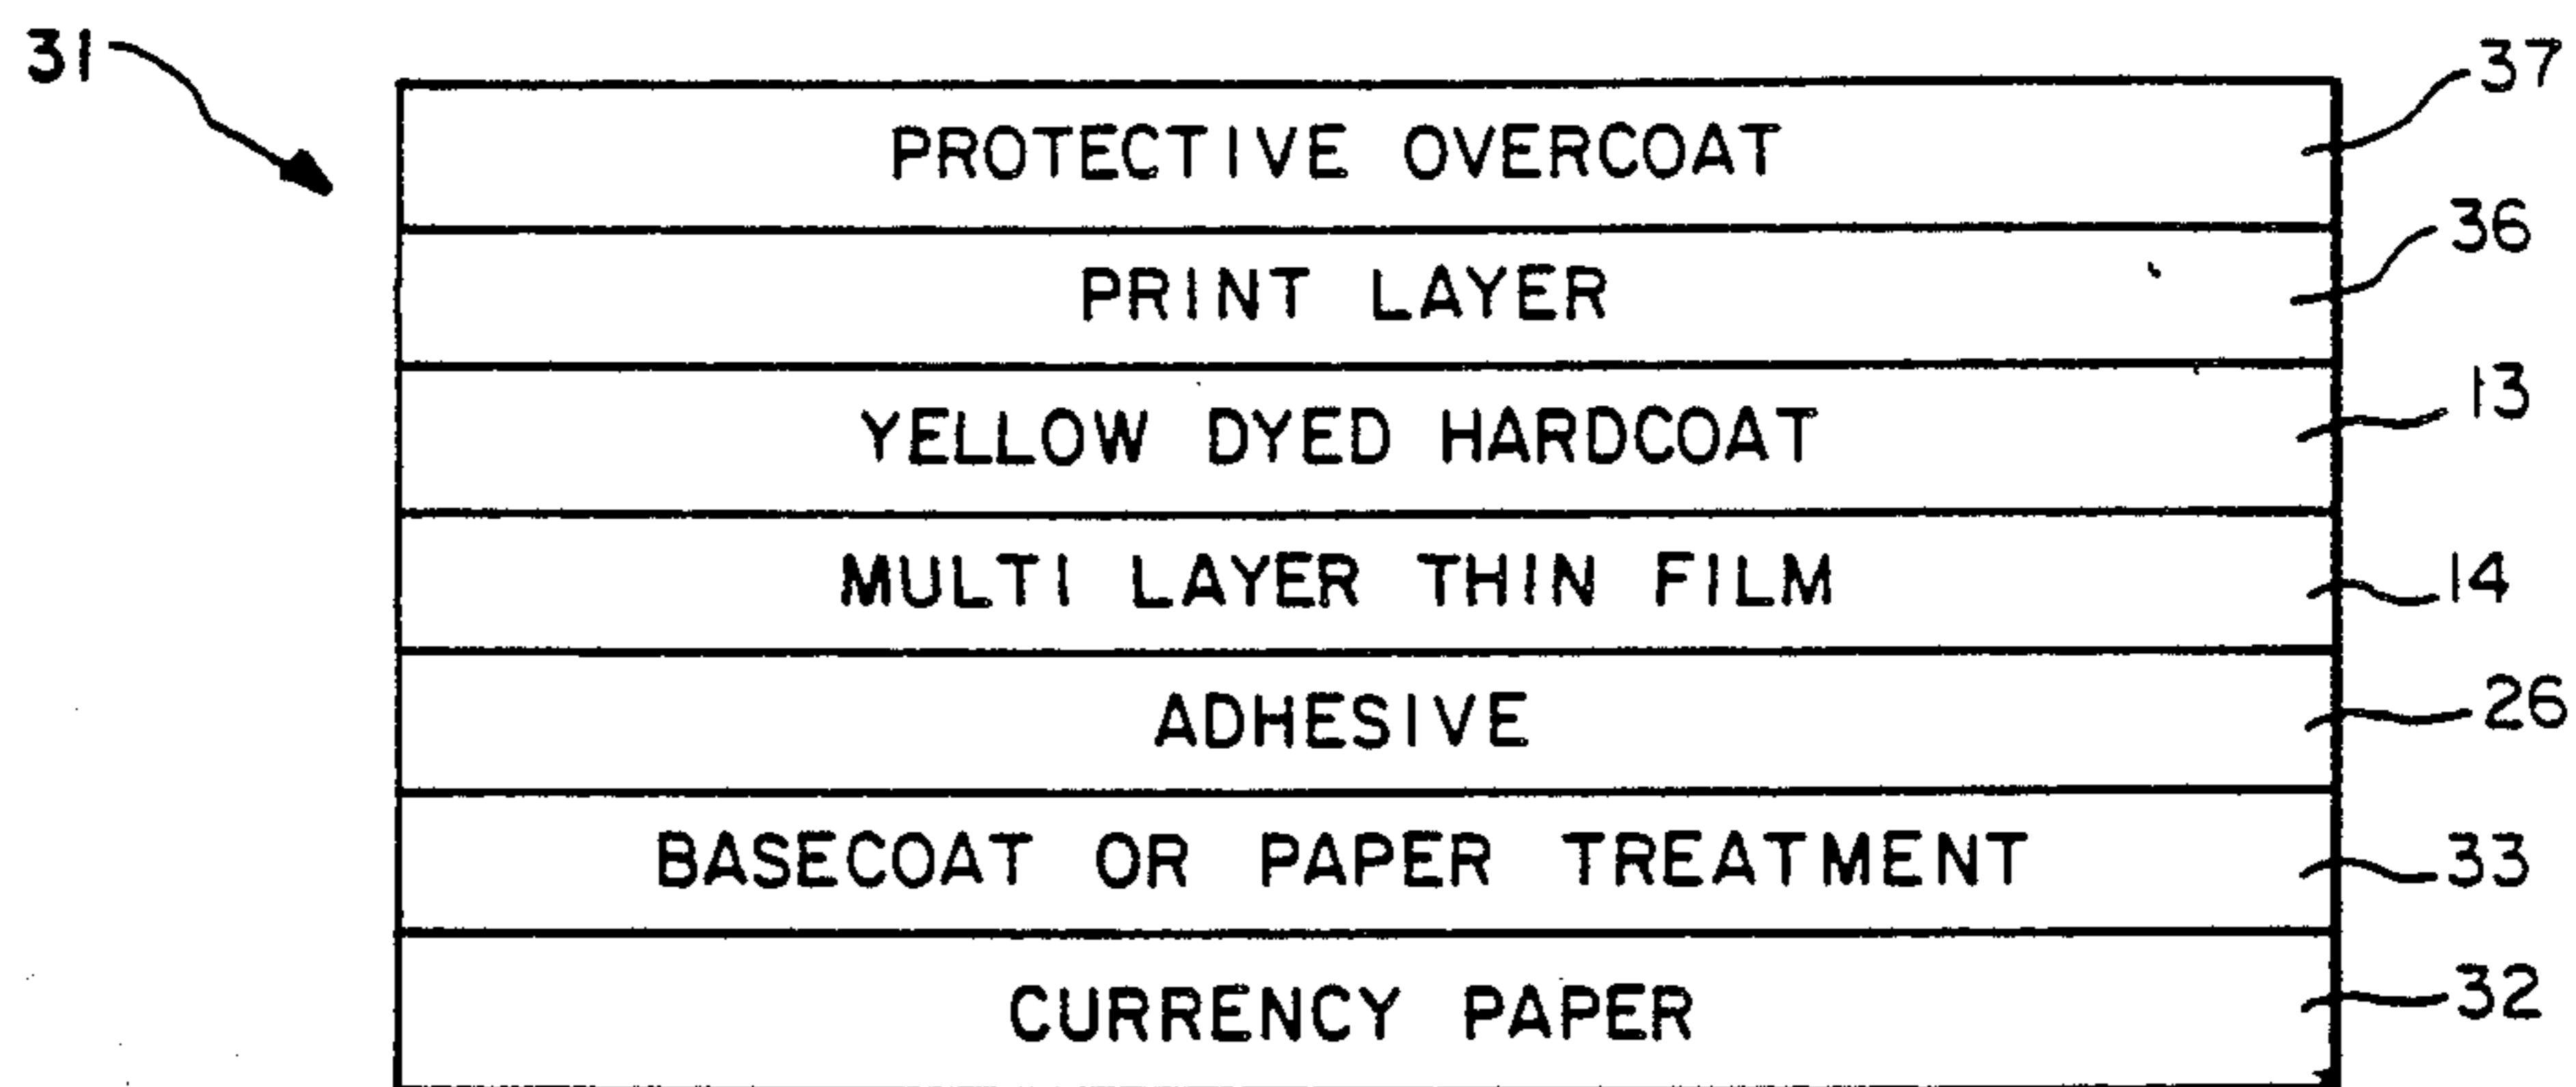 31
PROTECTIVE OVERCOAT 37
PRINT LAYER 36
YELLOW DYED HARDCOAT 13
MULTI LAYER THIN FILM 14
ADHESIVE 26
BASECOAT OR PAPER TREATMENT 33
CURRENCY PAPER 32